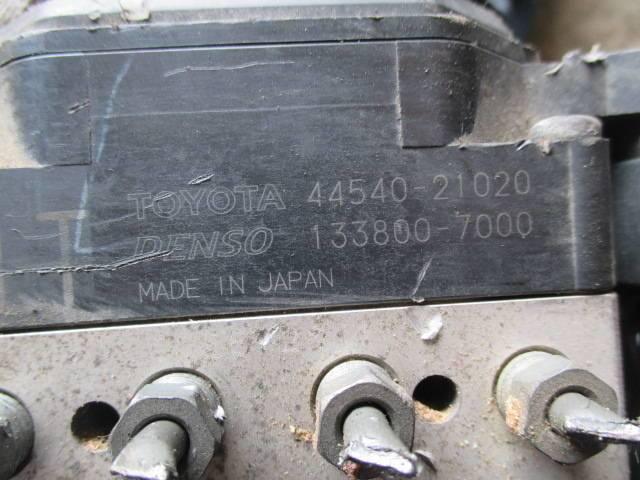 TOYOTA 44540-21020
DENSO 133800-7000
T
MADE IN JAPAN